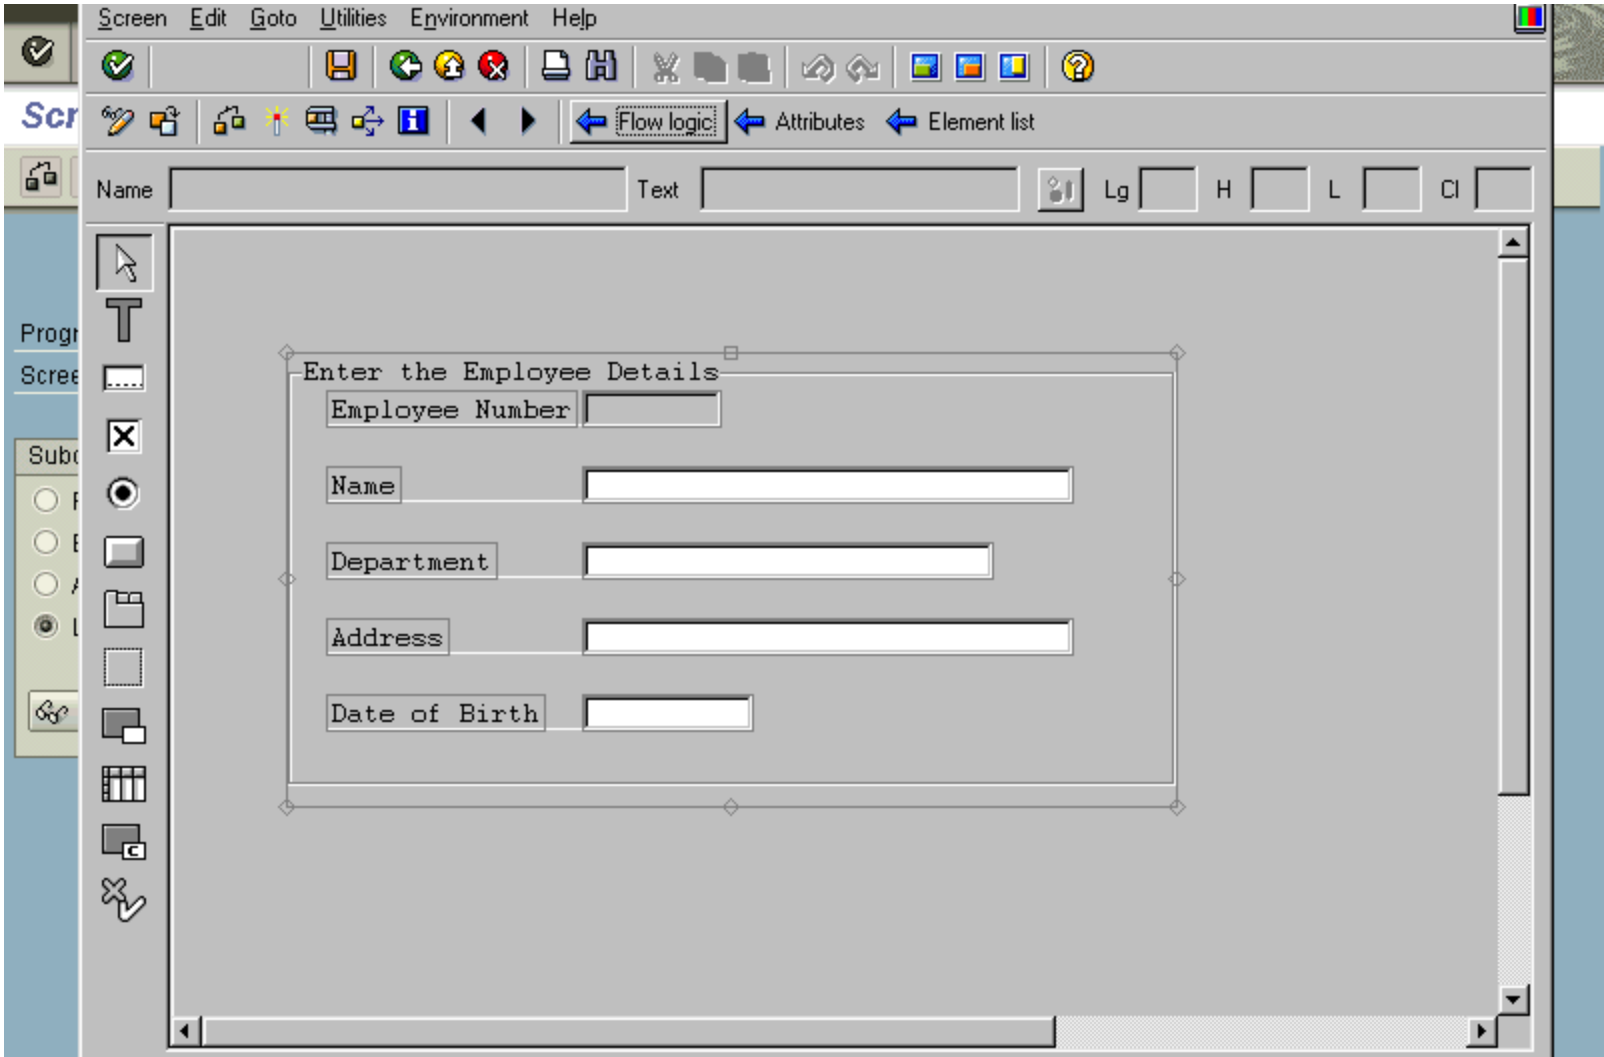 Screen Edit Goto Utilities Environment Help
Scr
Flow logic Attributes Element list
Name Text Lg H L Cl
Progr
Scree
Enter the Employee Details
Employee Number
Name
Department
Address
Date of Birth
Subc